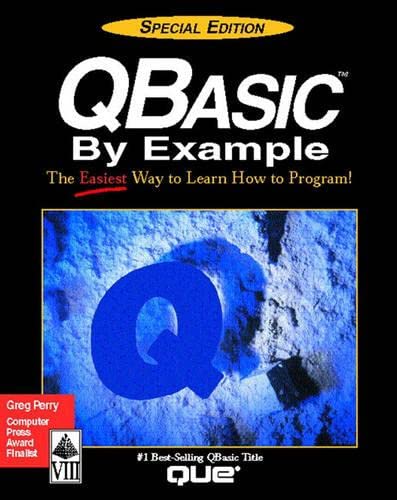 SPECIAL EDITION
QBASIC™
By Example
The Easiest Way to Learn How to Program!
Q
Greg Perry
Computer
Press
Award
Finalist
VIII
#1 Best-Selling QBasic Title
QUE®